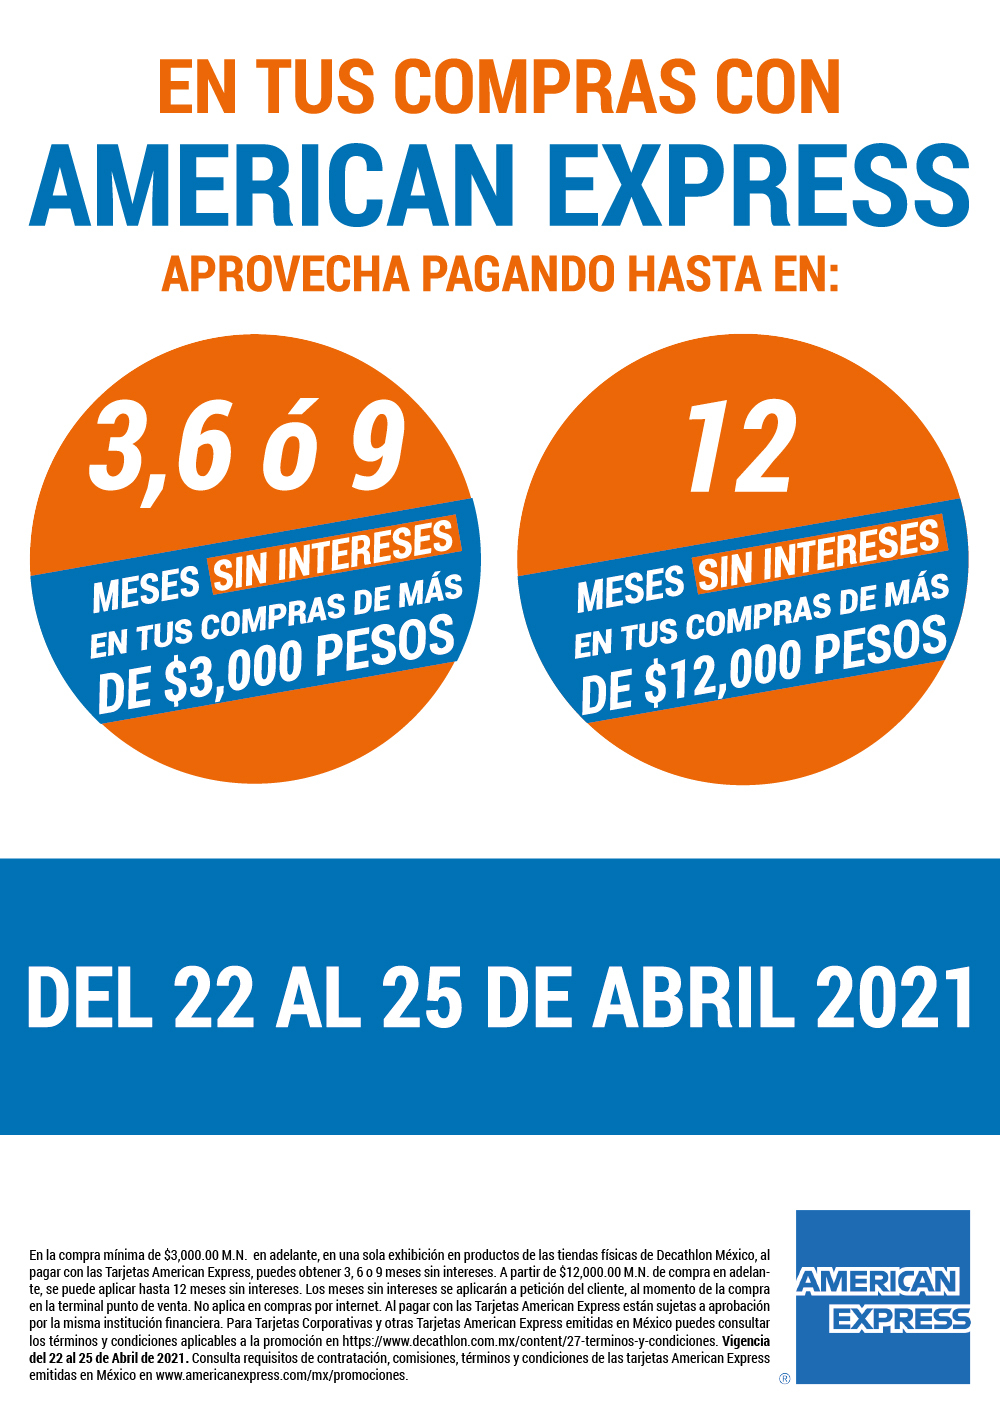 EN TUS COMPRAS CON
AMERICAN EXPRESS
APROVECHA PAGANDO HASTA EN:
3,6 ó 9
MESES SIN INTERESES
EN TUS COMPRAS DE MÁS
DE $3,000 PESOS
12
MESES SIN INTERESES
EN TUS COMPRAS DE MÁS
DE $12,000 PESOS
DEL 22 AL 25 DE ABRIL 2021
En la compra mínima de $3,000.00 M.N. en adelante, en una sola exhibición en productos de las tiendas físicas de Decathlon México, al
pagar con las Tarjetas American Express, puedes obtener 3, 6 o 9 meses sin intereses. A partir de $12,000.00 M.N. de compra en adelan-
te, se puede aplicar hasta 12 meses sin intereses. Los meses sin intereses se aplicarán a petición del cliente, al momento de la compra
en la terminal punto de venta. No aplica en compras por internet. Al pagar con las Tarjetas American Express están sujetas a aprobación
por la misma institución financiera. Para Tarjetas Corporativas y otras Tarjetas American Express emitidas en México puedes consultar
los términos y condiciones aplicables a la promoción en https://www.decathlon.com.mx/content/27-terminos-y-condiciones. Vigencia
del 22 al 25 de Abril de 2021. Consulta requisitos de contratación, comisiones, términos y condiciones de las tarjetas American Express
emitidas en México en www.americanexpress.com/mx/promociones.
AMERICAN
EXPRESS
®